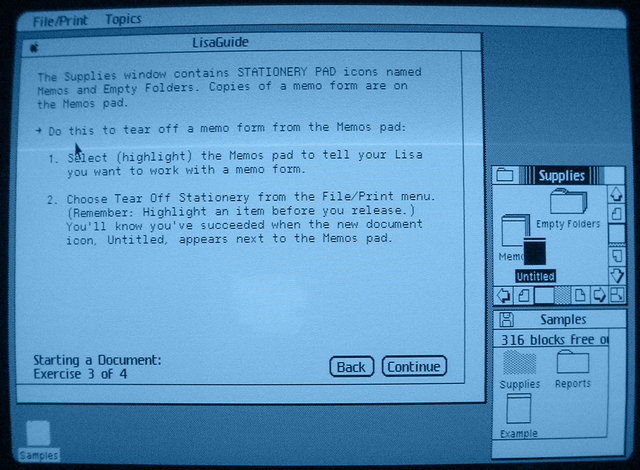 File/Print Topics
LisaGuide
The Supplies window contains STATIONERY PAD icons named
Memos and Empty Folders. Copies of a memo form are on
the Memos pad.
→ Do this to tear off a memo form from the Memos pad:
1. Select (highlight) the Memos pad to tell your Lisa
you want to work with a memo form.
2. Choose Tear Off Stationery from the File/Print menu.
(Remember: Highlight an item before you release.)
You'll know you've succeeded when the new document
icon, Untitled, appears next to the Memos pad.
Starting a Document:
Exercise 3 of 4
Back Continue
Supplies
Empty Folders
Memo
Untitled
Samples
316 blocks free o
Supplies Reports
Example
Samples